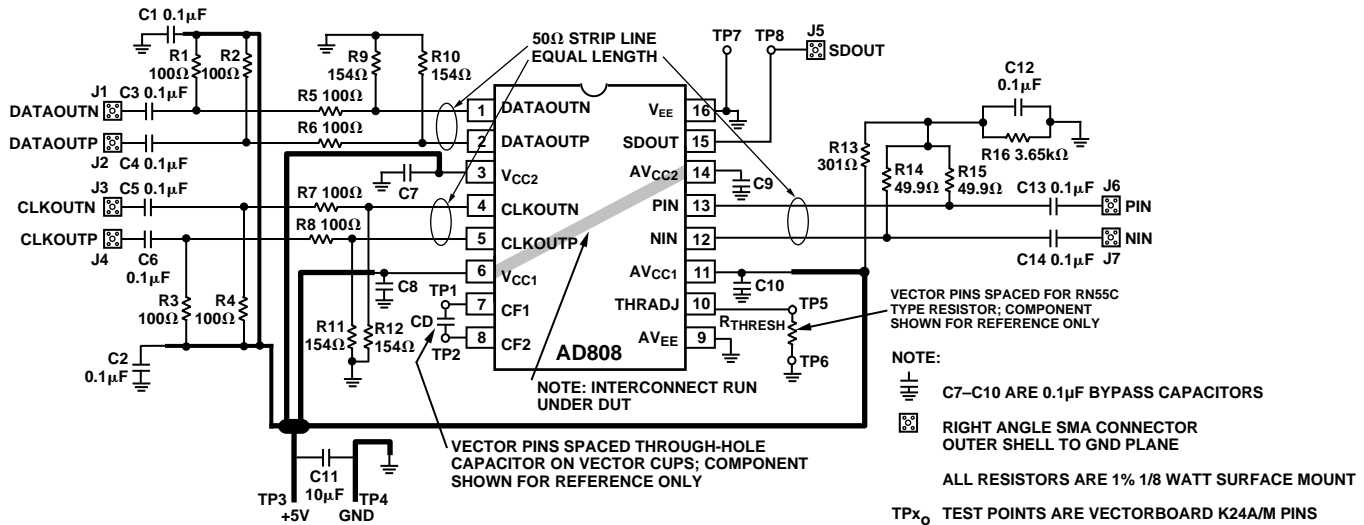 C1 0.1µF
R1
100Ω
R2
100Ω
R9
154Ω
R10
154Ω
50Ω STRIP LINE
EQUAL LENGTH
TP7
TP8
J5
SDOUT
C12
0.1µF
R16 3.65kΩ
J1
C3 0.1µF
DATAOUTN
R5 100Ω
R6 100Ω
DATAOUTP
J2
C4 0.1µF
J3
C5 0.1µF
CLKOUTN
R7 100Ω
R8 100Ω
CLKOUTP
J4
C6
0.1µF
R3
100Ω
R4
100Ω
R11
154Ω
R12
154Ω
C2
0.1µF
C7
C8
TP1
CD
TP2
1
DATAOUTN
2
DATAOUTP
3
VCC2
4
CLKOUTN
5
CLKOUTP
6
VCC1
7
CF1
8
CF2
VEE
16
SDOUT
15
AVCC2
14
PIN
13
NIN
12
AVCC1
11
THRADJ
10
AVEE
9
AD808
C9
C10
R13
301Ω
R14
49.9Ω
R15
49.9Ω
C13 0.1µF
J6
PIN
NIN
C14 0.1µF
J7
TP5
RTHRESH
TP6
VECTOR PINS SPACED FOR RN55C
TYPE RESISTOR; COMPONENT
SHOWN FOR REFERENCE ONLY
NOTE: INTERCONNECT RUN
UNDER DUT
VECTOR PINS SPACED THROUGH-HOLE
CAPACITOR ON VECTOR CUPS; COMPONENT
SHOWN FOR REFERENCE ONLY
C11
10µF
TP3
+5V
TP4
GND
NOTE:
C7–C10 ARE 0.1µF BYPASS CAPACITORS
RIGHT ANGLE SMA CONNECTOR
OUTER SHELL TO GND PLANE
ALL RESISTORS ARE 1% 1/8 WATT SURFACE MOUNT
TPx TEST POINTS ARE VECTORBOARD K24A/M PINS